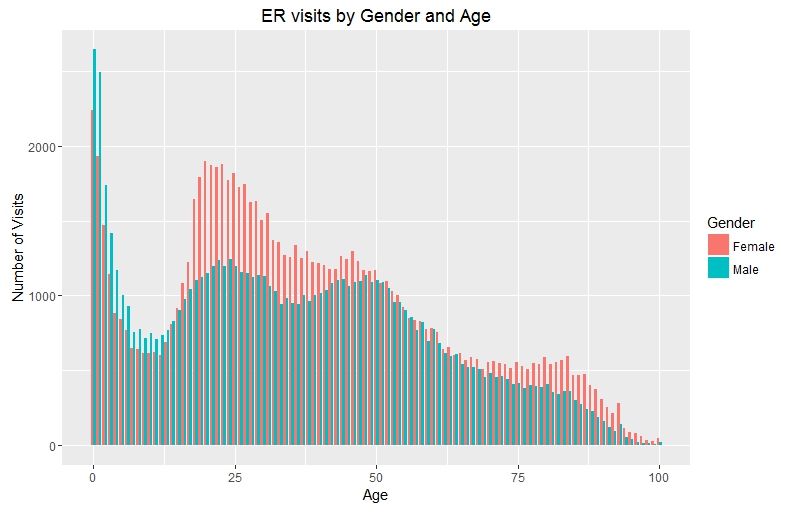 ER visits by Gender and Age
Number of Visits
2000
1000
0
0 25 50 75 100
Age
Gender
Female
Male